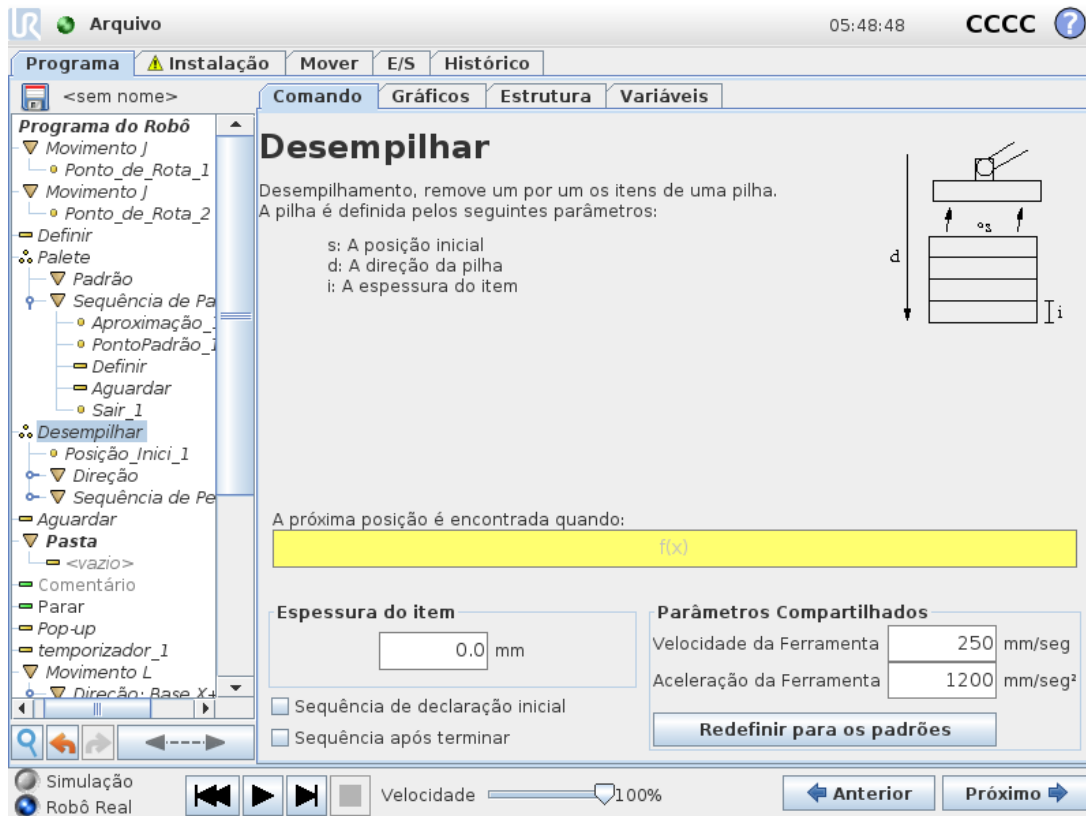 Arquivo
05:48:48
CCCC
?
Programa
Instalação
Mover
E/S
Histórico
<sem nome>
Comando
Gráficos
Estrutura
Variáveis
Programa do Robô
Movimento J
Ponto_de_Rota_1
Movimento J
Ponto_de_Rota_2
Definir
Palete
Padrão
Sequência de Pa
Aproximação_1
PontoPadrão_1
Definir
Aguardar
Sair_1
Desempilhar
Posição_Inici_1
Direção
Sequência de Pe
Aguardar
Pasta
<vazio>
Comentário
Parar
Pop-up
temporizador_1
Movimento L
Direção: Base X+
Desempilhar
Desempilhamento, remove um por um os itens de uma pilha.
A pilha é definida pelos seguintes parâmetros:
s: A posição inicial
d: A direção da pilha
i: A espessura do item
s
d
i
A próxima posição é encontrada quando:
f(x)
Espessura do item
0.0 mm
Sequência de declaração inicial
Sequência após terminar
Parâmetros Compartilhados
Velocidade da Ferramenta 250 mm/seg
Aceleração da Ferramenta 1200 mm/seg²
Redefinir para os padrões
Simulação
Robô Real
Velocidade 100%
Anterior
Próximo